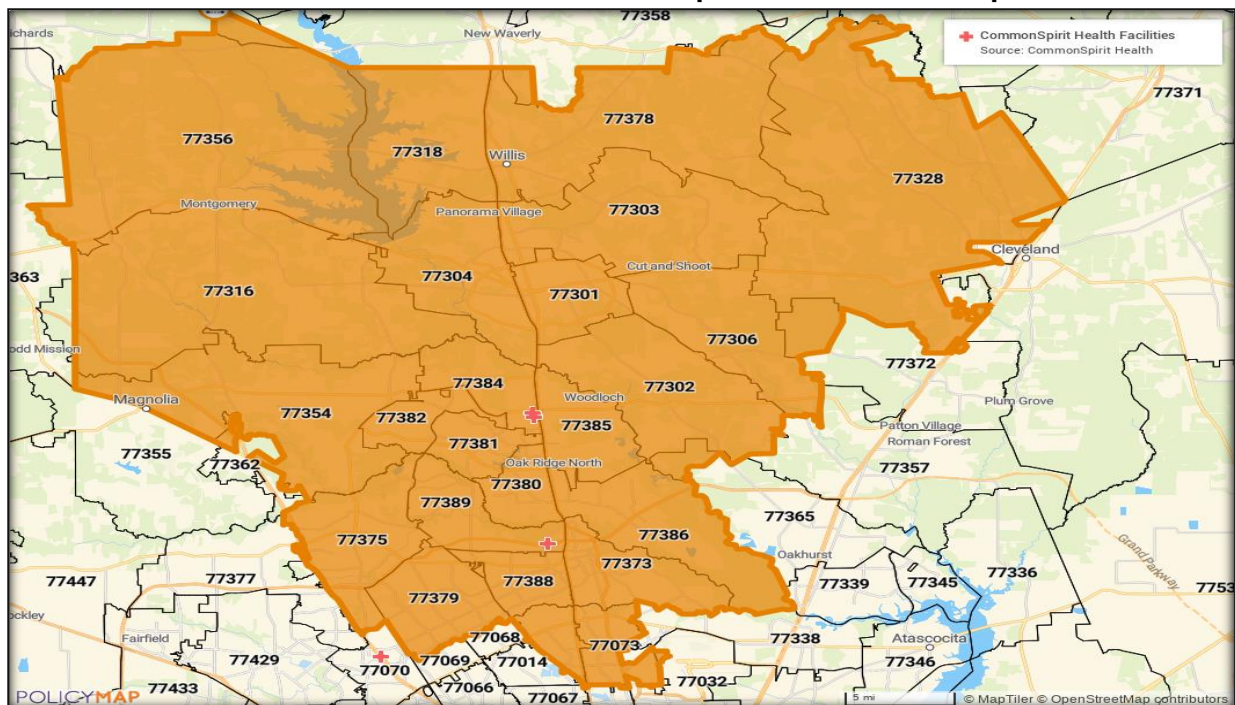 77358
ichards
New Waverly
CommonSpirit Health Facilities
Source: CommonSpirit Health
77371
77378
77356
77318
Willis
77328
Montgomery
Panorama Village
77303
Cleveland
363
77304
Cut and Shoot
77316
77301
77306
odd Mission
77372
77384
77302
Magnolia
Woodloch
Plum Grove
77354
77382
77385
Patton Village
77381
Roman Forest
77355
77362
Oak Ridge North
77357
77380
77389
77365
77386
77375
Oakhurst
Grand Parkway
77373
77336
77447
77377
77388
77339
77345
7753
77379
ockley
Fairfield
77068
77073
77338
Atascocita
77429
77070
77069
77014
77346
77433
77066
77067
77032
POLICYMAP
5 mi
© MapTiler © OpenStreetMap contributors